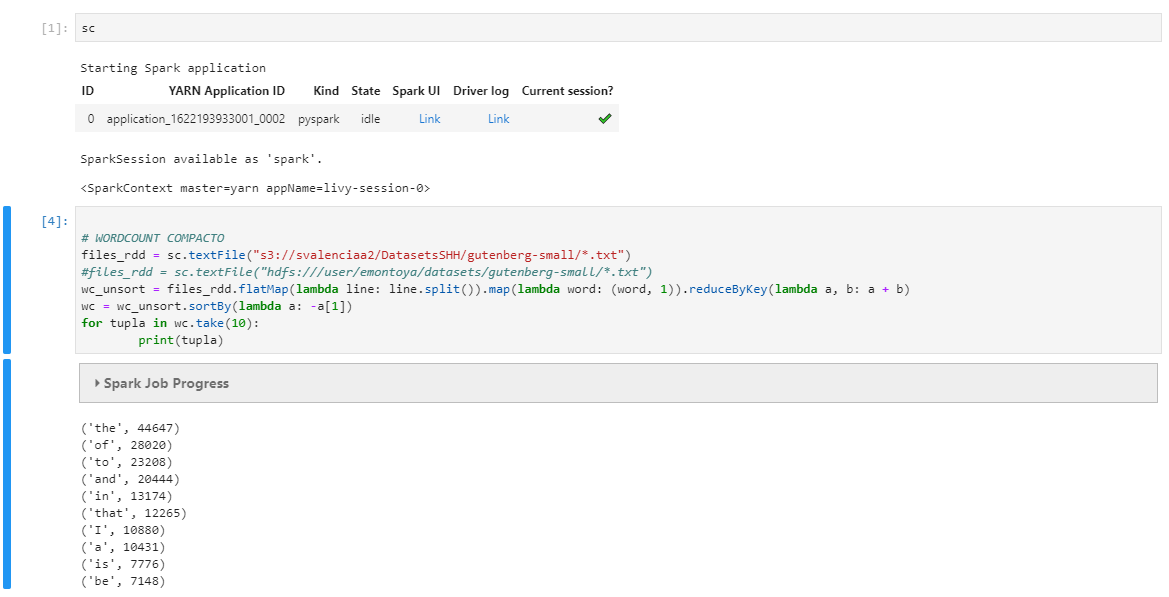 [1]: sc
Starting Spark application
ID YARN Application ID Kind State Spark UI Driver log Current session?
0 application_1622193933001_0002 pyspark idle Link Link ✔
SparkSession available as 'spark'.
<SparkContext master=yarn appName=livy-session-0>
[4]:
# WORDCOUNT COMPACTO
files_rdd = sc.textFile("s3://svalenciaa2/DatasetsSHH/gutenberg-small/*.txt")
#files_rdd = sc.textFile("hdfs:///user/emontoya/datasets/gutenberg-small/*.txt")
wc_unsort = files_rdd.flatMap(lambda line: line.split()).map(lambda word: (word, 1)).reduceByKey(lambda a, b: a + b)
wc = wc_unsort.sortBy(lambda a: -a[1])
for tupla in wc.take(10):
        print(tupla)
Spark Job Progress
('the', 44647)
('of', 28020)
('to', 23208)
('and', 20444)
('in', 13174)
('that', 12265)
('I', 10880)
('a', 10431)
('is', 7776)
('be', 7148)